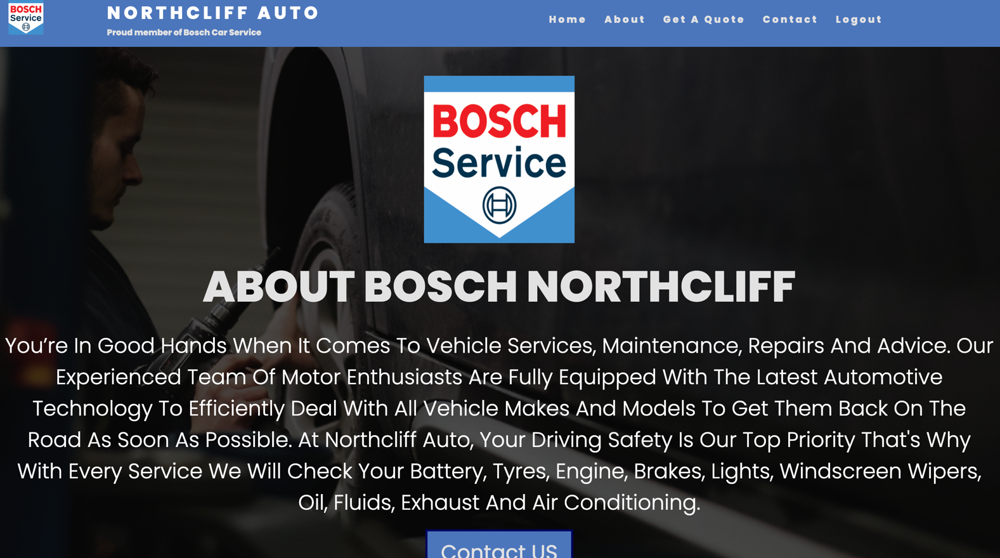 BOSCH
Service
NORTHCLIFF AUTO
Proud member of Bosch Car Service
Home About Get A Quote Contact Logout
BOSCH
Service
ABOUT BOSCH NORTHCLIFF
You’re In Good Hands When It Comes To Vehicle Services, Maintenance, Repairs And Advice. Our
Experienced Team Of Motor Enthusiasts Are Fully Equipped With The Latest Automotive
Technology To Efficiently Deal With All Vehicle Makes And Models To Get Them Back On The
Road As Soon As Possible. At Northcliff Auto, Your Driving Safety Is Our Top Priority That's Why
With Every Service We Will Check Your Battery, Tyres, Engine, Brakes, Lights, Windscreen Wipers,
Oil, Fluids, Exhaust And Air Conditioning.
Contact US